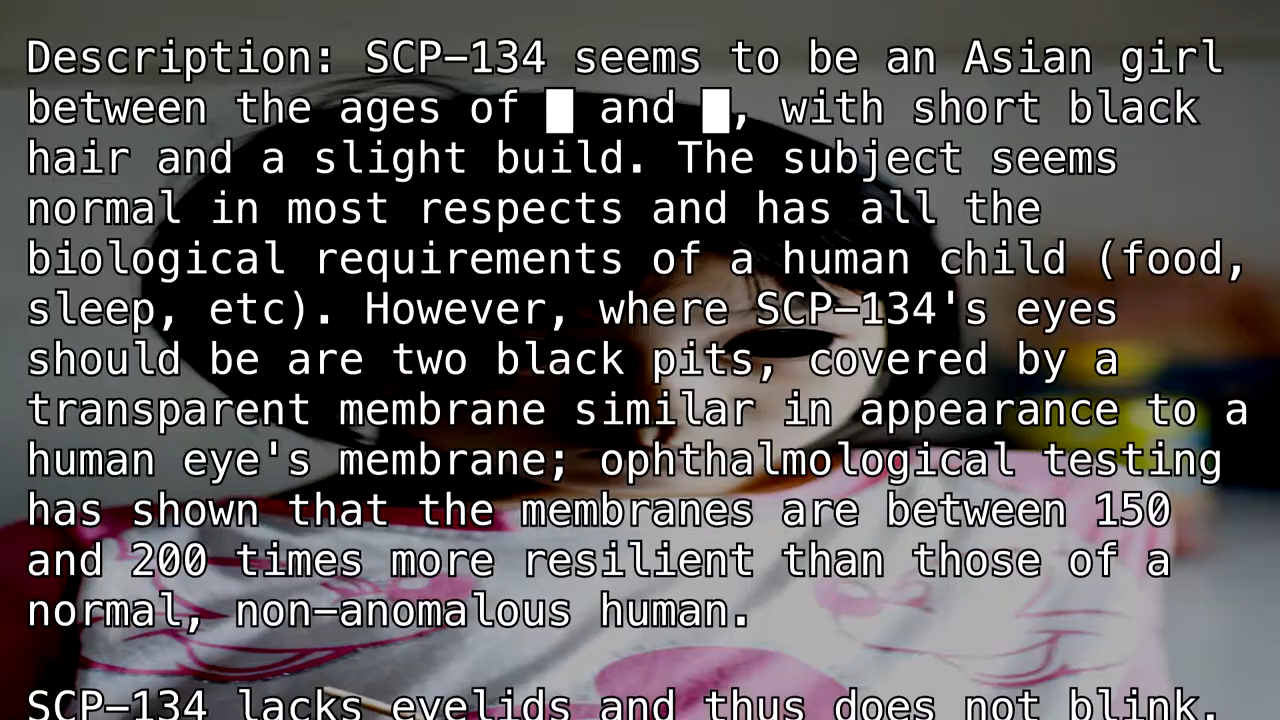 Description: SCP–134 seems to be an Asian girl
between the ages of █ and █, with short black
hair and a slight build. The subject seems
normal in most respects and has all the
biological requirements of a human child (food,
sleep, etc). However, where SCP–134's eyes
should be are two black pits, covered by a
transparent membrane similar in appearance to a
human eye's membrane; ophthalmological testing
has shown that the membranes are between 150
and 200 times more resilient than those of a
normal, non–anomalous human.
SCP–134 lacks eyelids and thus does not blink.